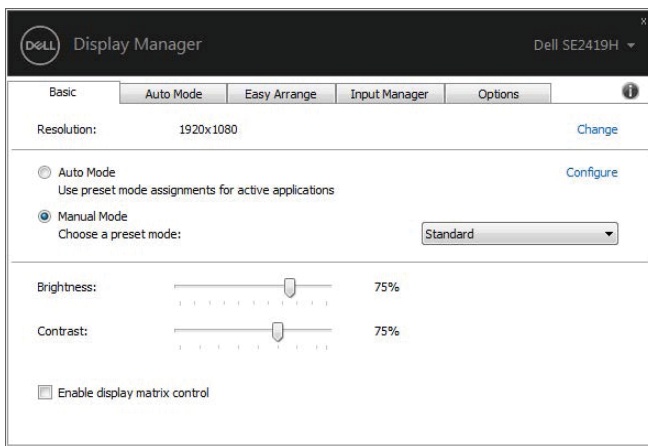 x
DELL Display Manager Dell SE2419H
Basic Auto Mode Easy Arrange Input Manager Options i
Resolution: 1920x1080 Change
Auto Mode Configure
Use preset mode assignments for active applications
Manual Mode
Choose a preset mode: Standard
Brightness: 75%
Contrast: 75%
Enable display matrix control